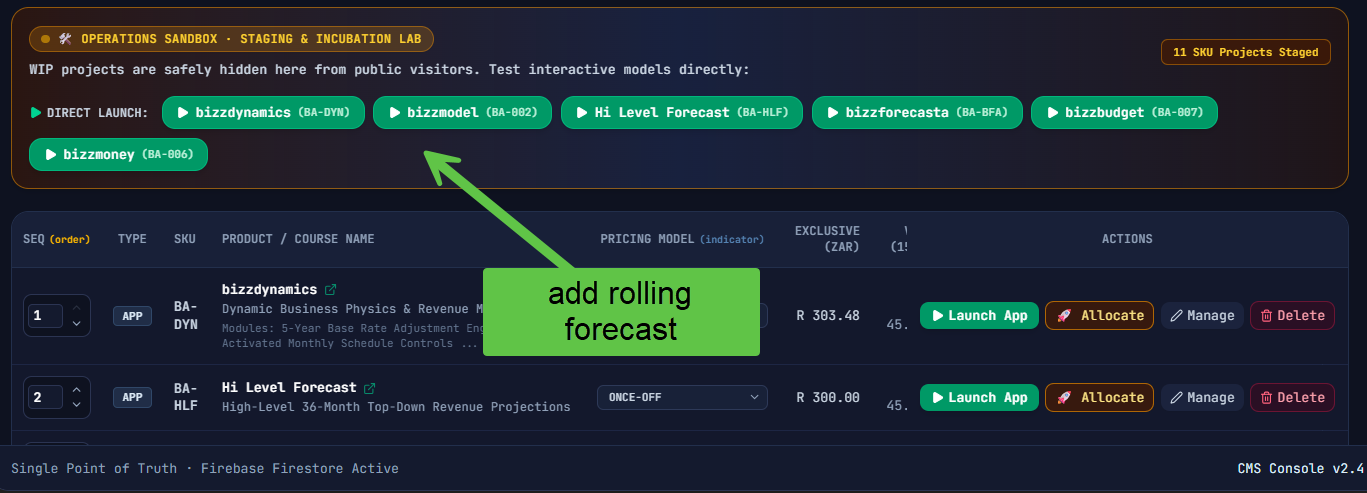 OPERATIONS SANDBOX · STAGING & INCUBATION LAB
11 SKU Projects Staged
WIP projects are safely hidden here from public visitors. Test interactive models directly:
DIRECT LAUNCH:
bizzdynamics (BA-DYN)
bizzmodel (BA-002)
Hi Level Forecast (BA-HLF)
bizzforecasta (BA-BFA)
bizzbudget (BA-007)
bizzmoney (BA-006)
add rolling
forecast
SEQ (order) TYPE SKU PRODUCT / COURSE NAME PRICING MODEL (indicator) EXCLUSIVE (15 ACTIONS
(ZAR)
1 APP BA-
DYN
bizzdynamics
Dynamic Business Physics & Revenue M
Modules: 5-Year Base Rate Adjustment Eng
Activated Monthly Schedule Controls ...
R 303.48
45.
Launch App Allocate Manage Delete
2 APP BA-
HLF
Hi Level Forecast
High-Level 36-Month Top-Down Revenue Projections
ONCE-OFF
R 300.00
45.
Launch App Allocate Manage Delete
Single Point of Truth · Firebase Firestore Active
CMS Console v2.4